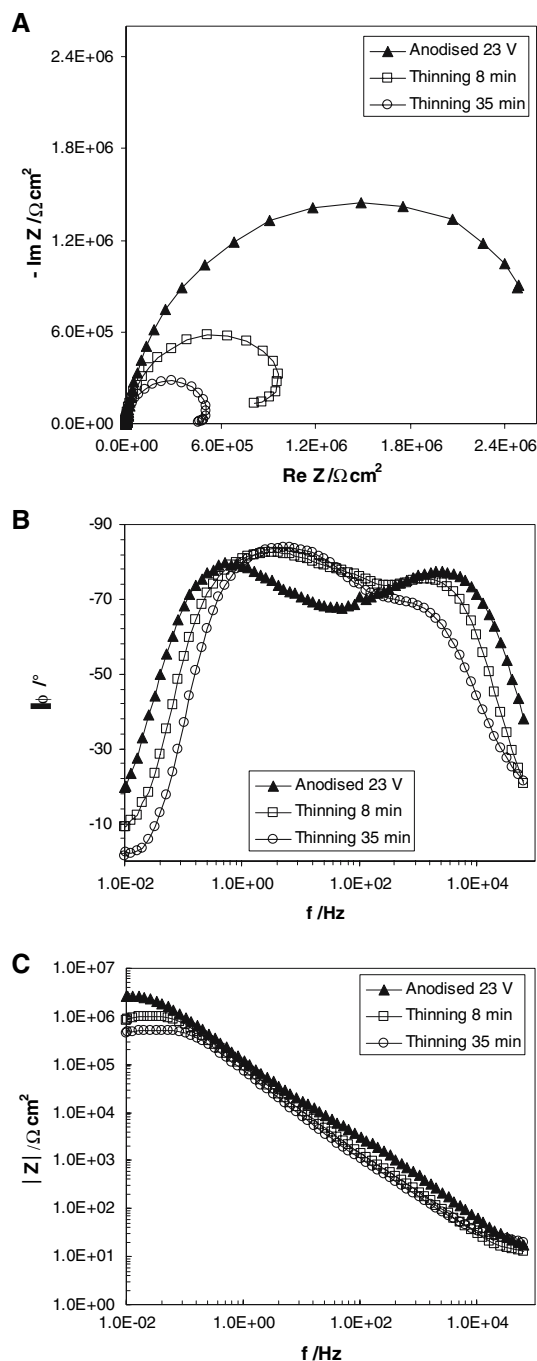 A
2.4E+06
1.8E+06
1.2E+06
6.0E+05
0.0E+00
- Im Z /Ω cm²
Anodised 23 V
Thinning 8 min
Thinning 35 min
0.0E+00 6.0E+05 1.2E+06 1.8E+06 2.4E+06
Re Z /Ω cm²
B
-90
-70
-50
-30
-10
ϕ /°
Anodised 23 V
Thinning 8 min
Thinning 35 min
1.0E-02 1.0E+00 1.0E+02 1.0E+04
f /Hz
C
1.0E+07
1.0E+06
1.0E+05
1.0E+04
1.0E+03
1.0E+02
1.0E+01
1.0E+00
| Z | /Ω cm²
Anodised 23 V
Thinning 8 min
Thinning 35 min
1.0E-02 1.0E+00 1.0E+02 1.0E+04
f /Hz